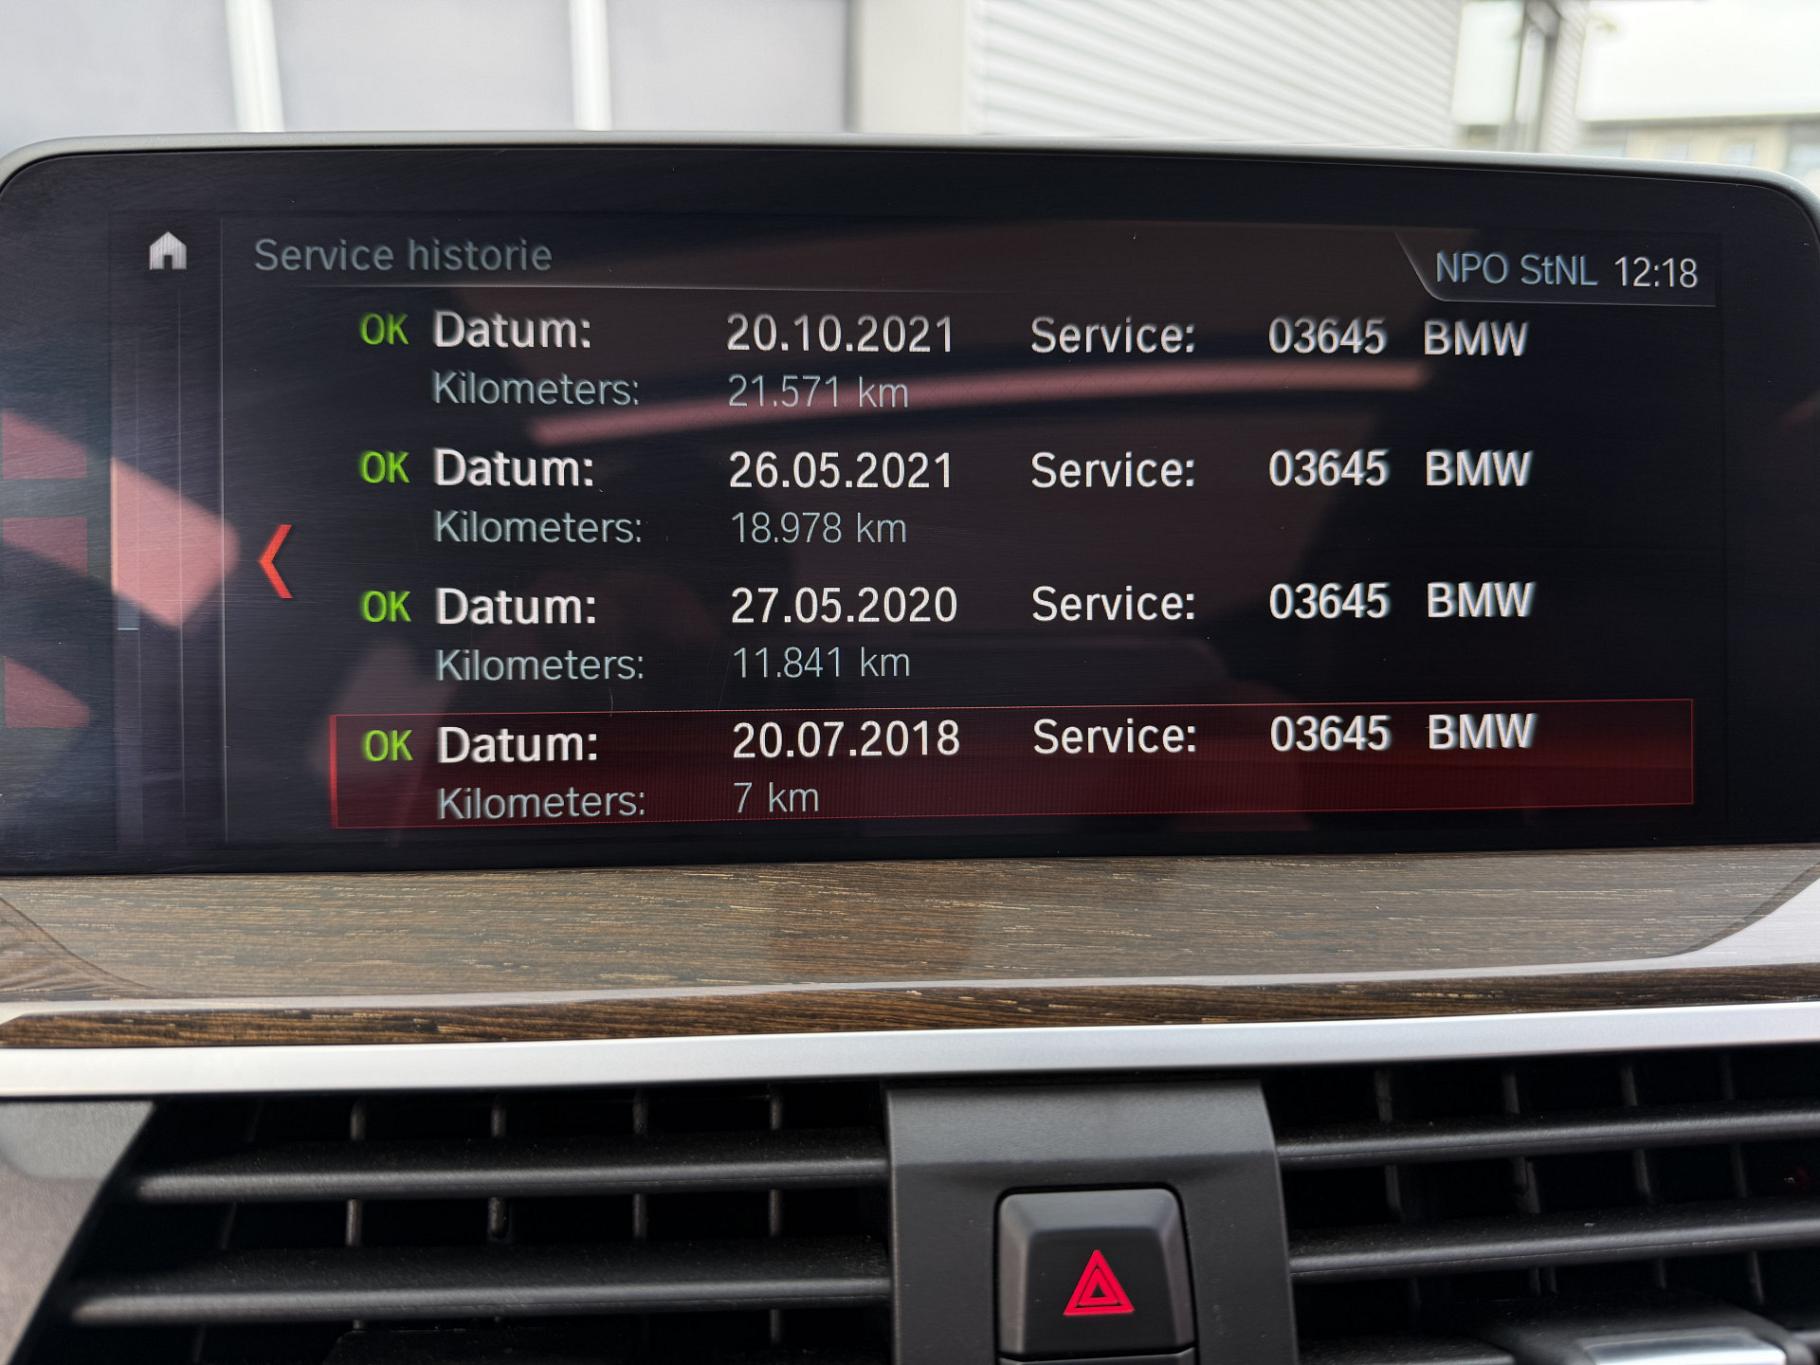 Service historie
NPO StNL 12:18
OK Datum: 20.10.2021 Service: 03645 BMW
Kilometers: 21.571 km
OK Datum: 26.05.2021 Service: 03645 BMW
Kilometers: 18.978 km
OK Datum: 27.05.2020 Service: 03645 BMW
Kilometers: 11.841 km
OK Datum: 20.07.2018 Service: 03645 BMW
Kilometers: 7 km